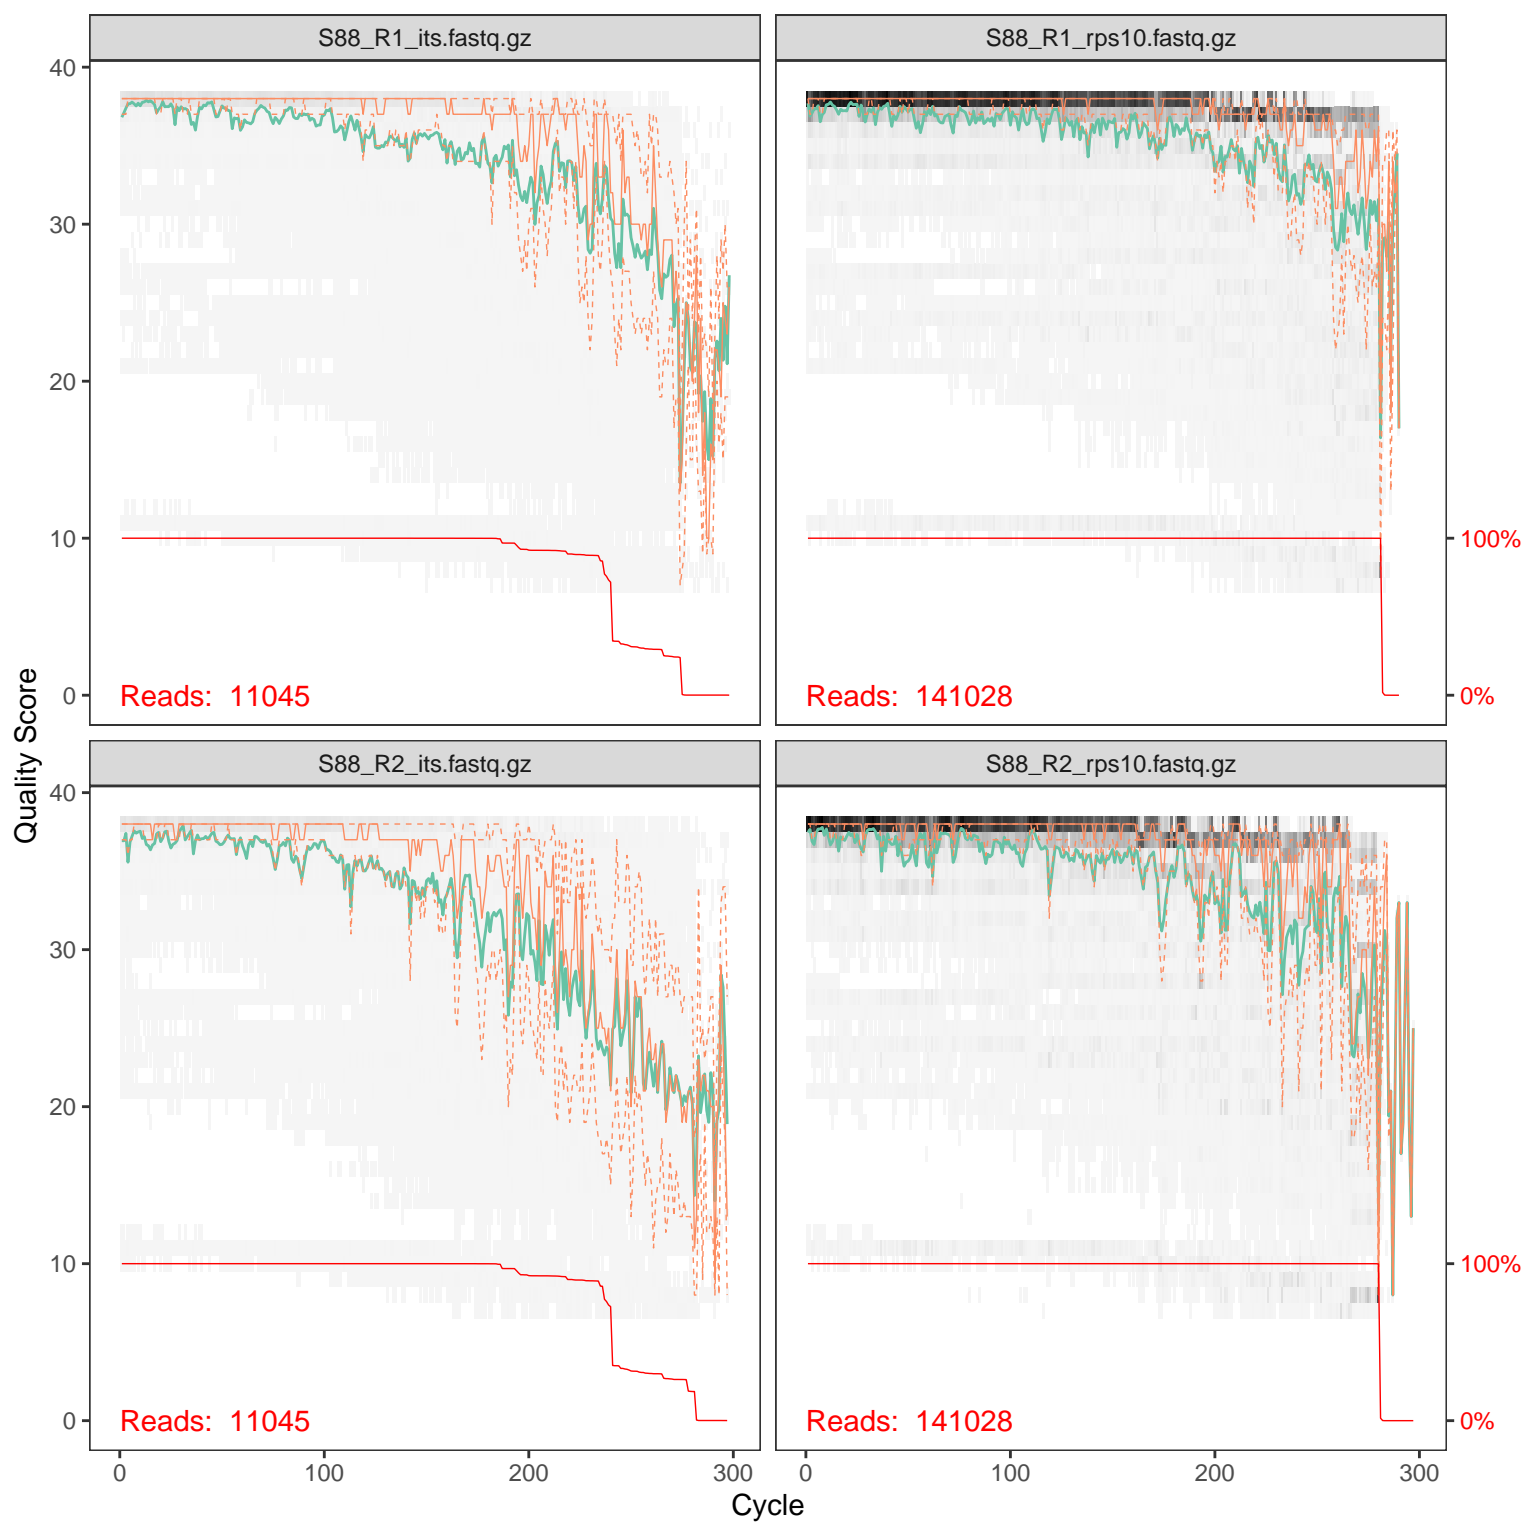 S88_R1_its.fastq.gz
S88_R1_rps10.fastq.gz
40
30
20
10
0
Reads: 11045
Reads: 141028
100%
0%
Quality Score
S88_R2_its.fastq.gz
S88_R2_rps10.fastq.gz
40
30
20
10
0
Reads: 11045
Reads: 141028
100%
0%
0
100
200
300
0
100
200
300
Cycle